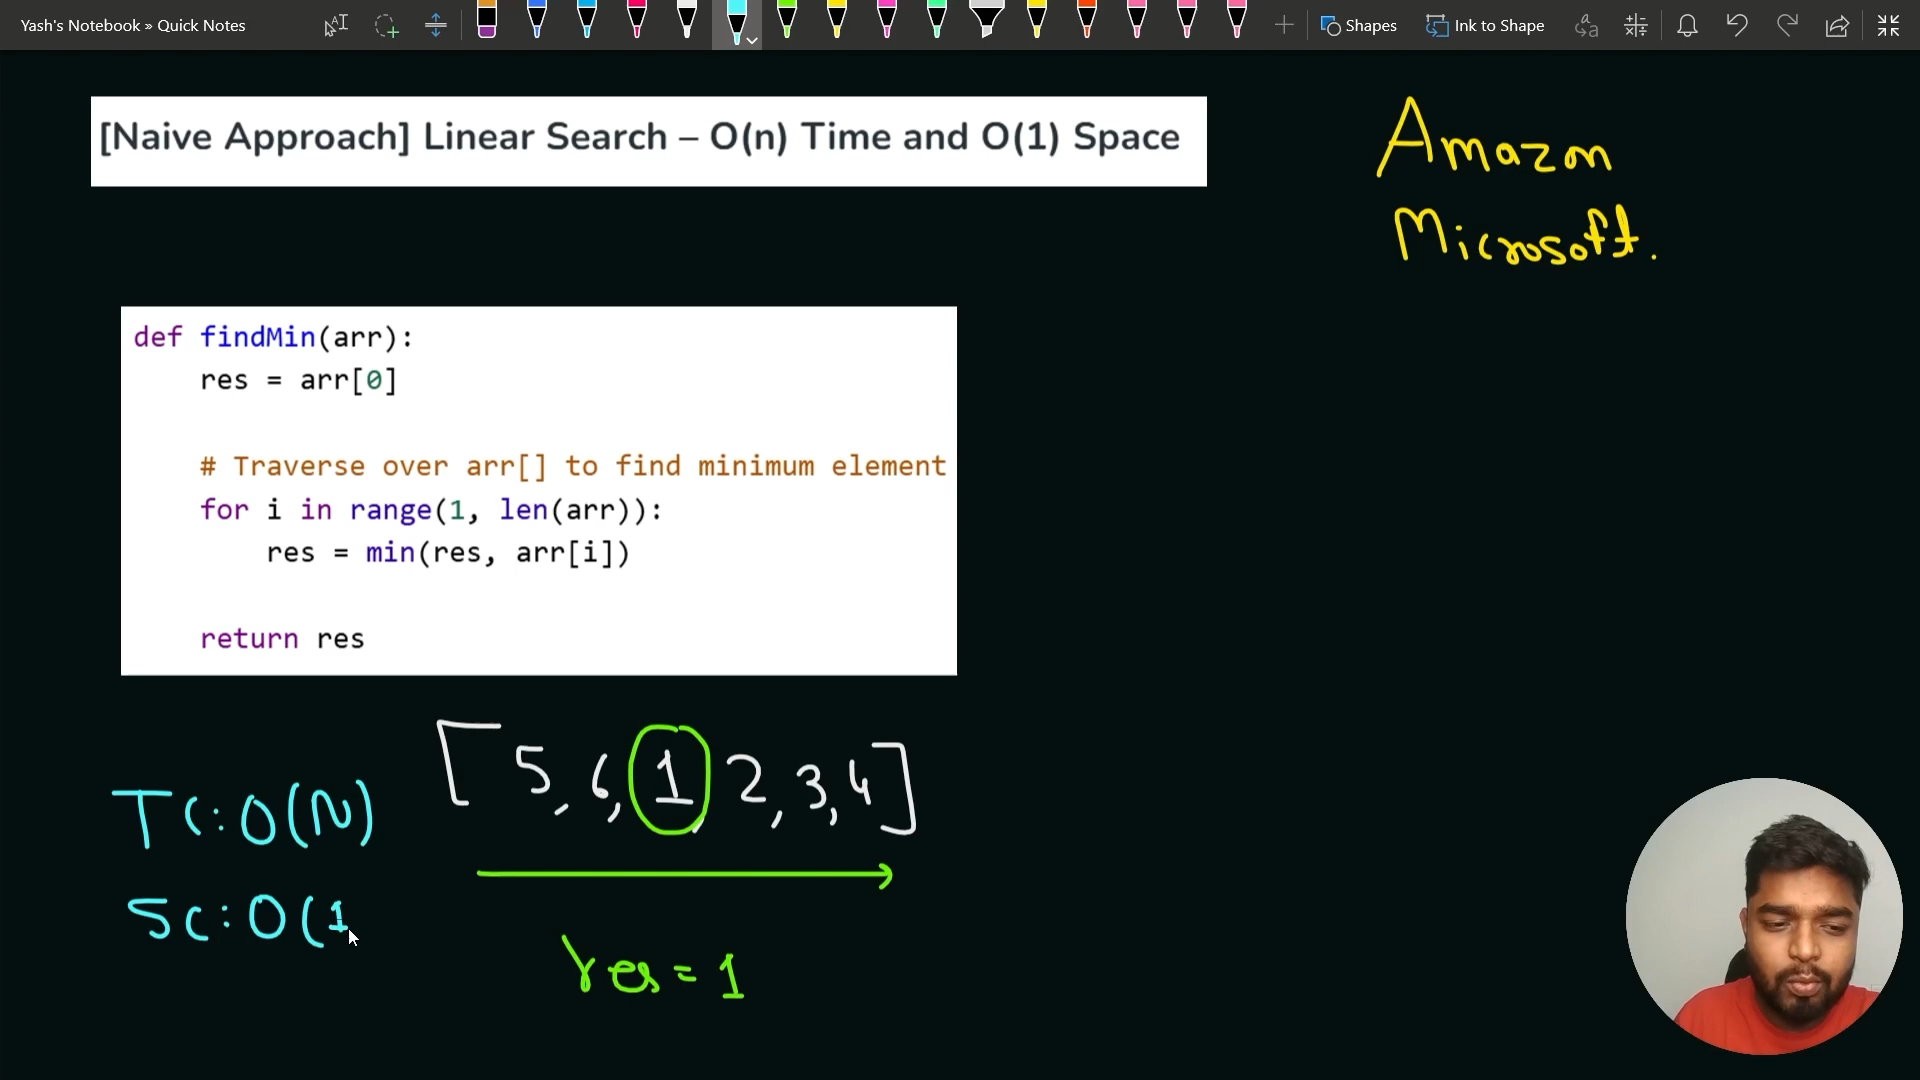 Yash's Notebook » Quick Notes
Shapes
Ink to Shape
[Naive Approach] Linear Search – O(n) Time and O(1) Space
Amazon
Microsoft.
def findMin(arr):
    res = arr[0]
    # Traverse over arr[] to find minimum element
    for i in range(1, len(arr)):
        res = min(res, arr[i])
    return res
[5, 6, 1, 2, 3, 4]
TC: O(N)
SC: O(1
res = 1